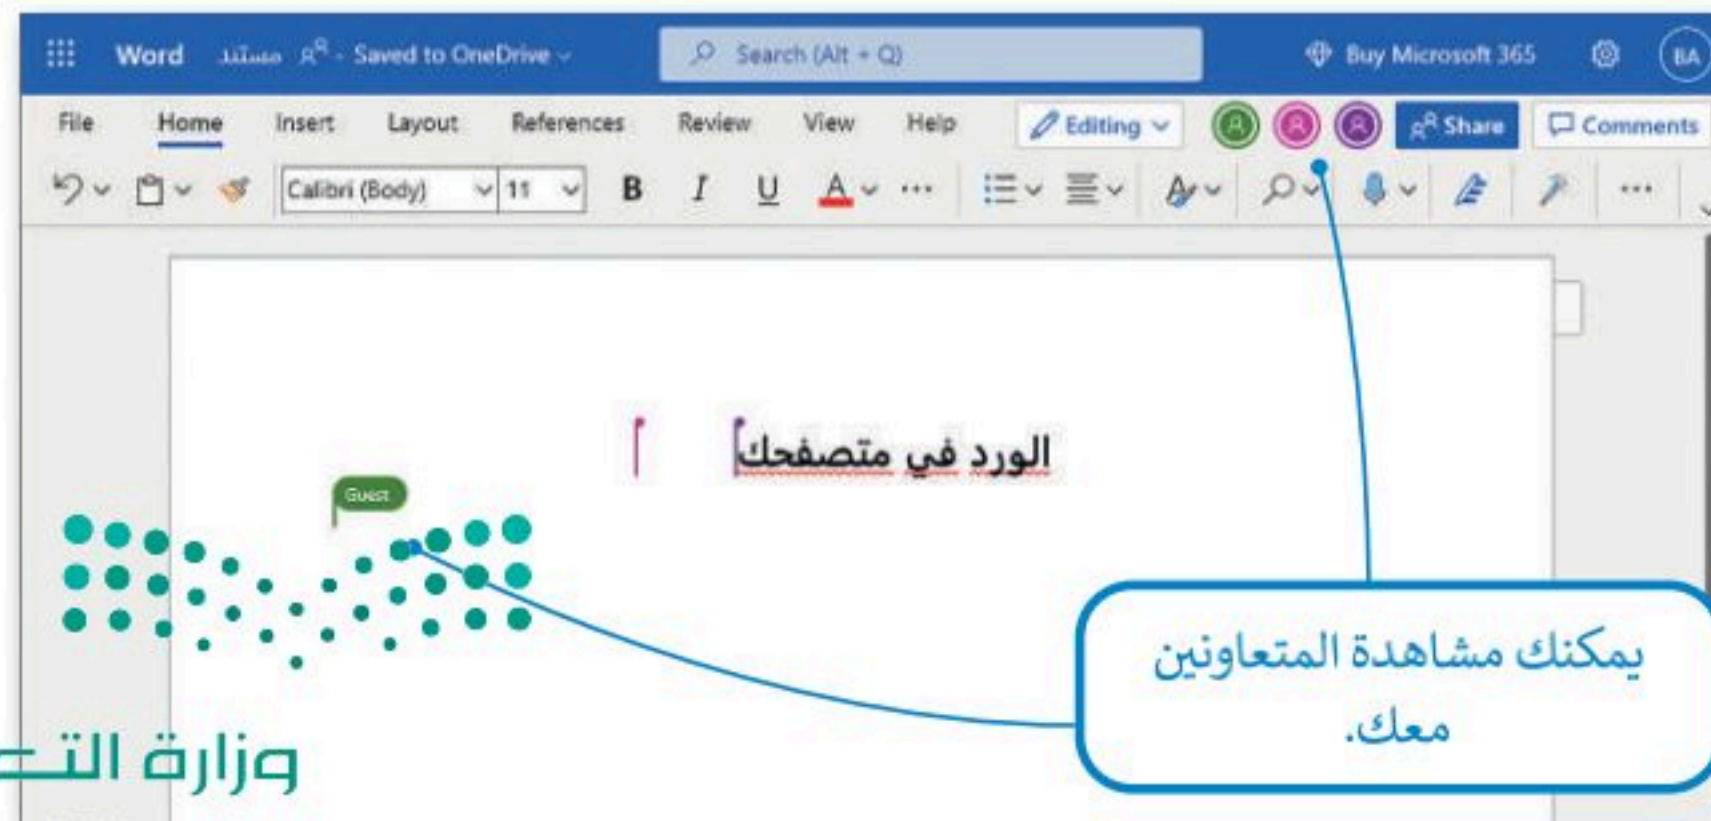 Word مستند - Saved to OneDrive
Search (Alt + Q)
Buy Microsoft 365
BA
File Home Insert Layout References Review View Help
Editing
Share
Comments
Calibri (Body) 11 B I U A
الورد في متصفحك
Guest
يمكنك مشاهدة المتعاونين
معك.
وزارة التـ